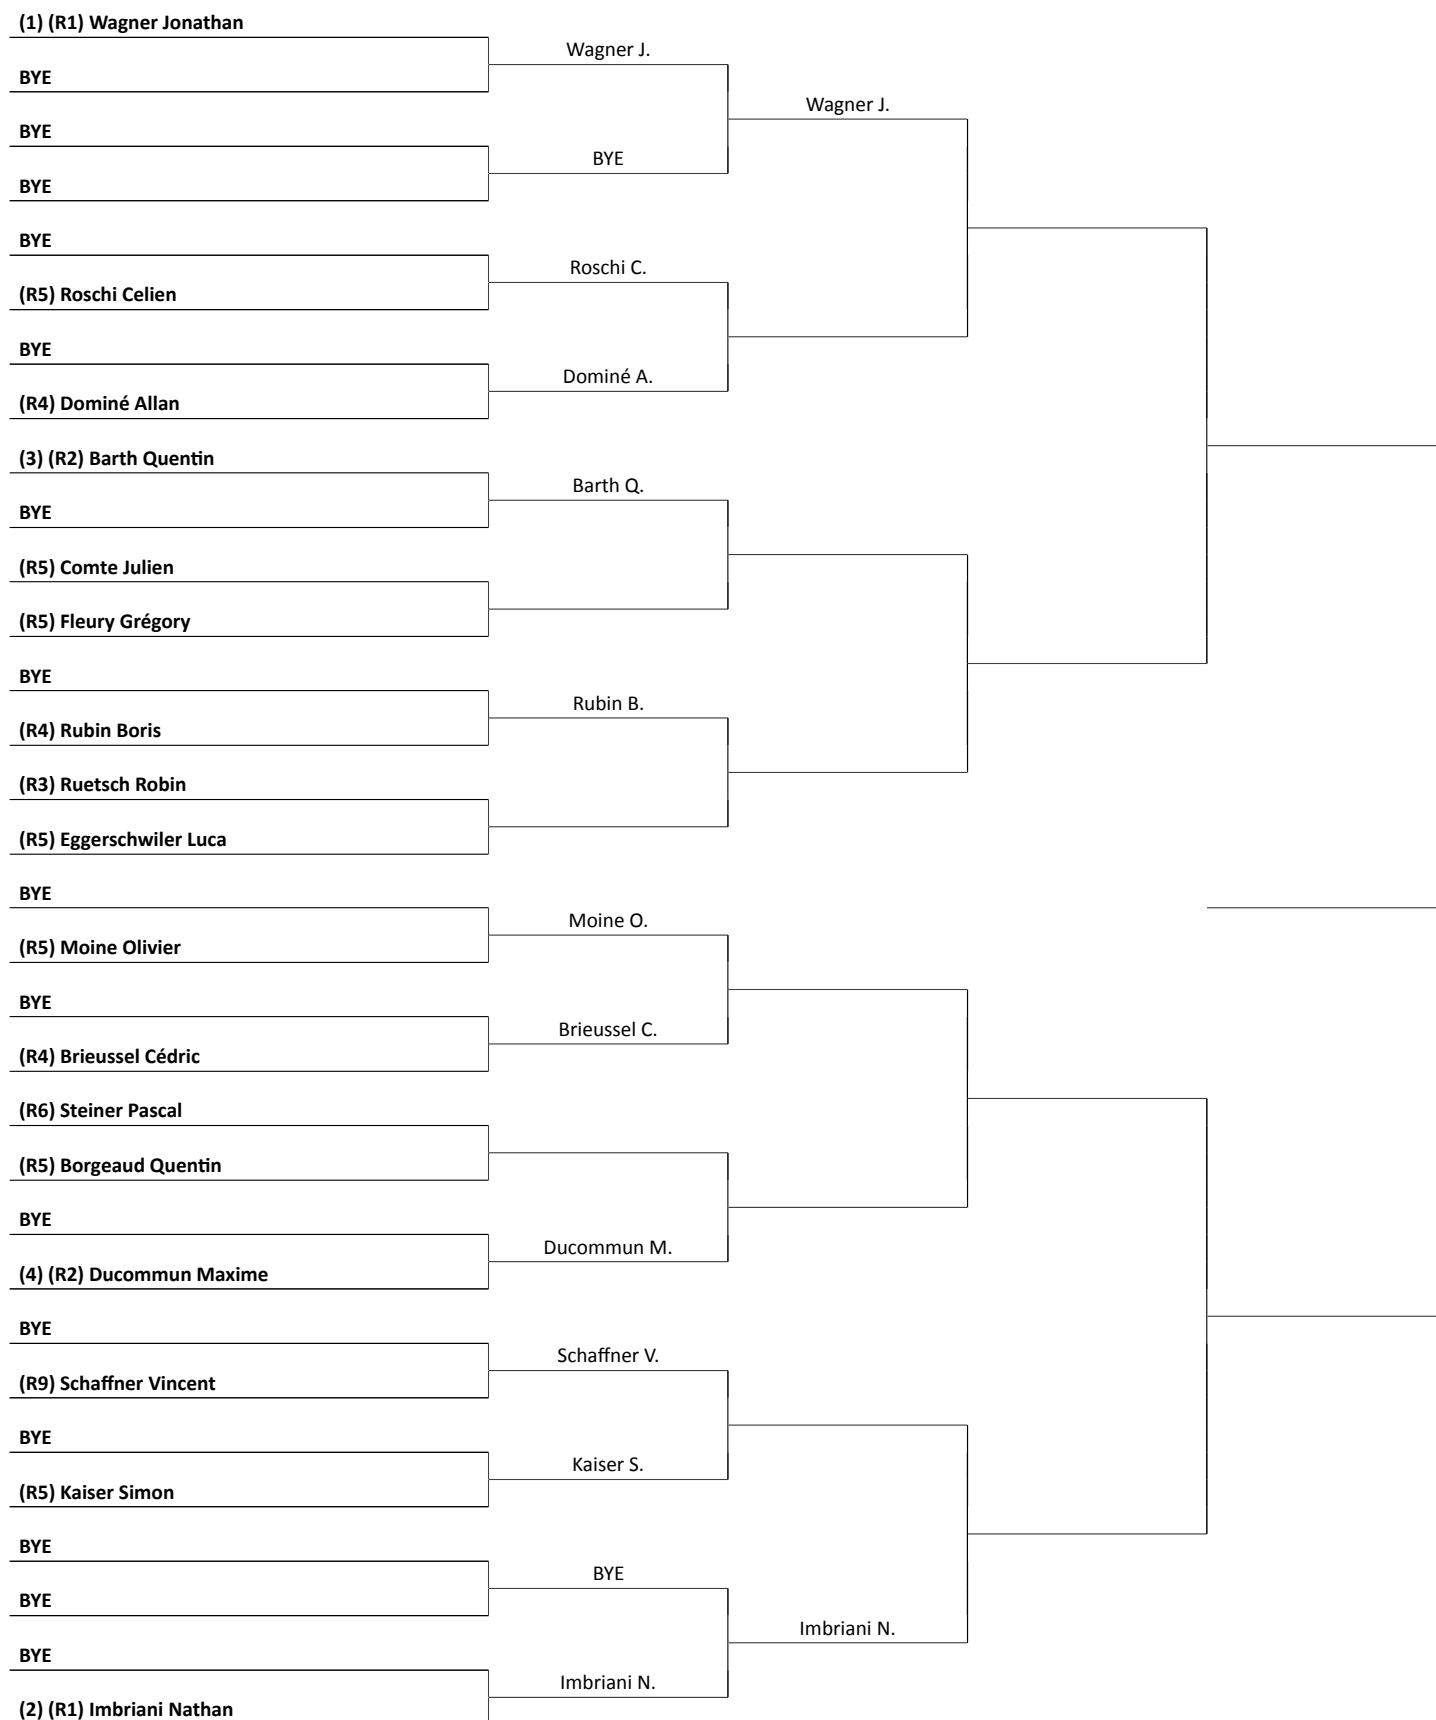 (1) (R1) Wagner Jonathan
Wagner J.
BYE
Wagner J.
BYE
BYE
BYE
BYE
Roschi C.
(R5) Roschi Celien
BYE
Dominé A.
(R4) Dominé Allan
(3) (R2) Barth Quentin
Barth Q.
BYE
(R5) Comte Julien
(R5) Fleury Grégory
BYE
Rubin B.
(R4) Rubin Boris
(R3) Ruetsch Robin
(R5) Eggerschwiler Luca
BYE
Moine O.
(R5) Moine Olivier
BYE
Brieussel C.
(R4) Brieussel Cédric
(R6) Steiner Pascal
(R5) Borgeaud Quentin
BYE
Ducommun M.
(4) (R2) Ducommun Maxime
BYE
Schaffner V.
(R9) Schaffner Vincent
BYE
Kaiser S.
(R5) Kaiser Simon
BYE
BYE
BYE
Imbriani N.
BYE
Imbriani N.
(2) (R1) Imbriani Nathan